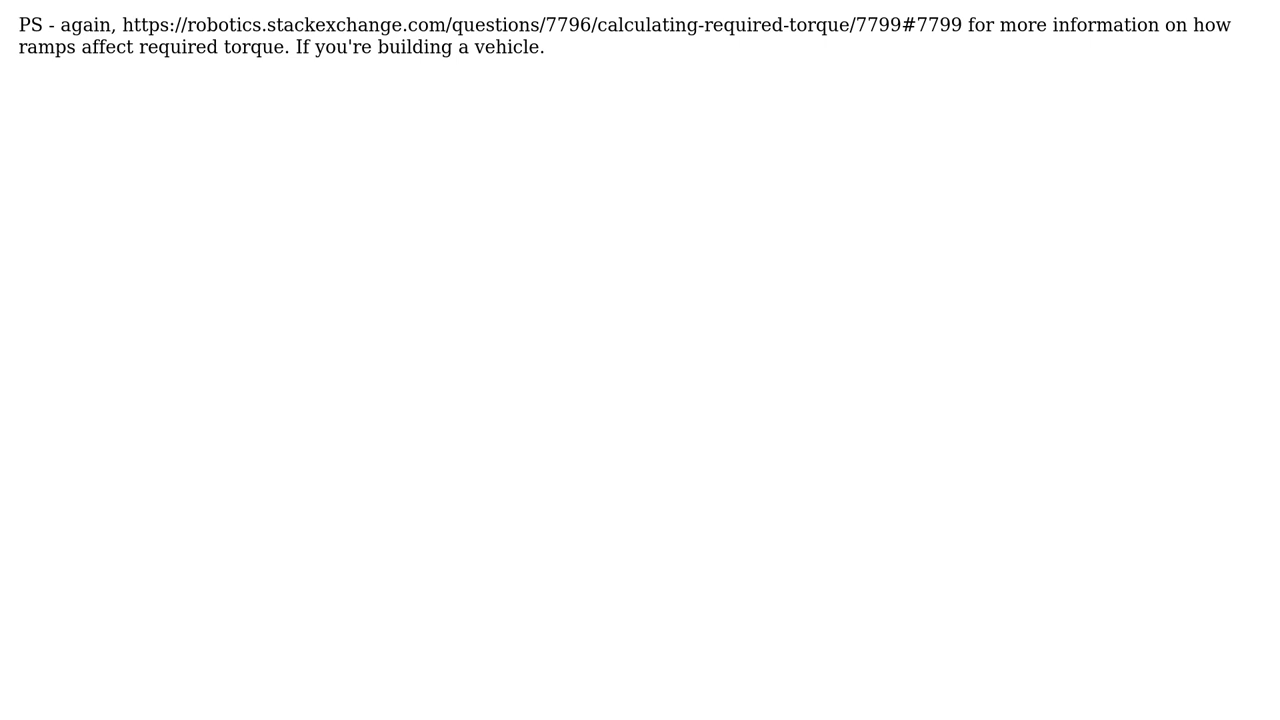 PS - again, https://robotics.stackexchange.com/questions/7796/calculating-required-torque/7799#7799 for more information on how
ramps affect required torque. If you're building a vehicle.